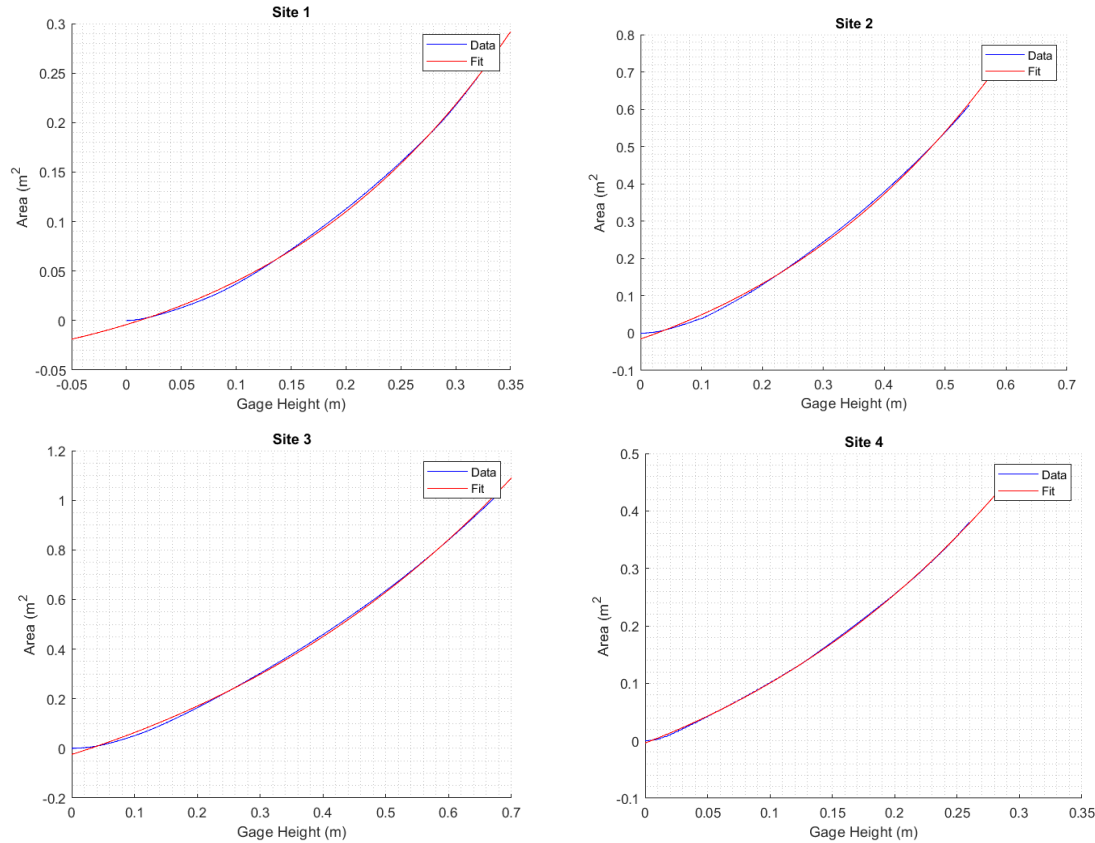 Site 1
0.3
0.25
0.2
0.15
0.1
0.05
0
-0.05
Area (m²
-0.05 0 0.05 0.1 0.15 0.2 0.25 0.3 0.35
Gage Height (m)
Data
Fit
Site 2
0.8
0.7
0.6
0.5
0.4
0.3
0.2
0.1
0
-0.1
Area (m²
0 0.1 0.2 0.3 0.4 0.5 0.6 0.7
Gage Height (m)
Data
Fit
Site 3
1.2
1
0.8
0.6
0.4
0.2
0
-0.2
Area (m²
0 0.1 0.2 0.3 0.4 0.5 0.6 0.7
Gage Height (m)
Data
Fit
Site 4
0.5
0.4
0.3
0.2
0.1
0
-0.1
Area (m²
0 0.05 0.1 0.15 0.2 0.25 0.3 0.35
Gage Height (m)
Data
Fit